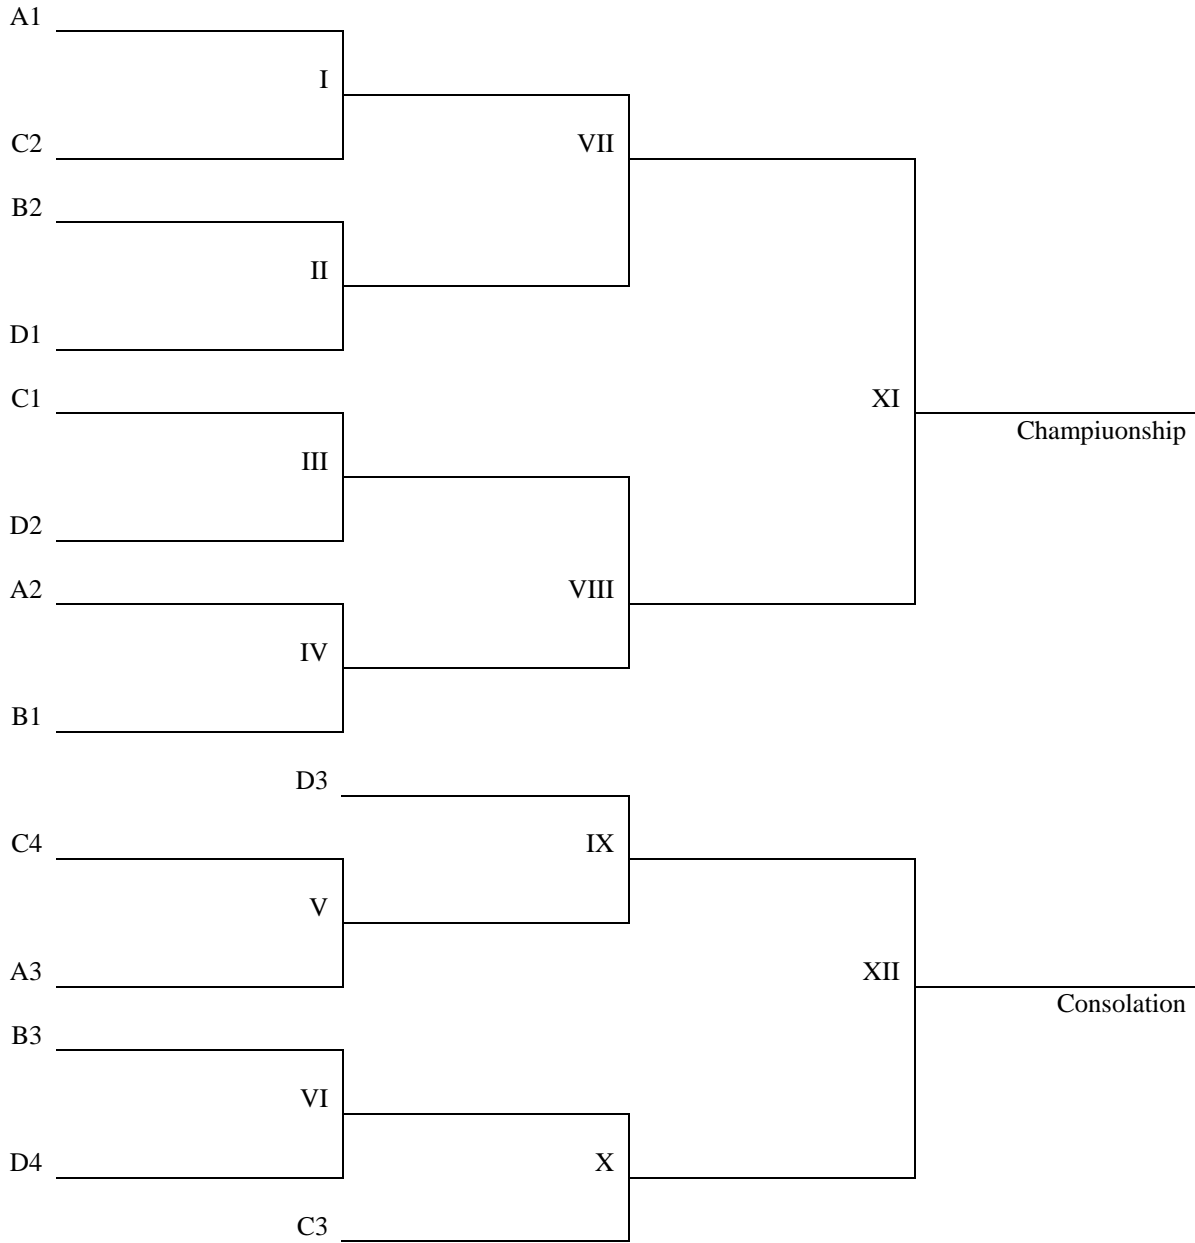 A1
I
C2
VII
B2
II
D1
C1
XI
Champiuonship
III
D2
A2
VIII
IV
B1
D3
C4
IX
V
A3
XII
Consolation
B3
VI
D4
X
C3